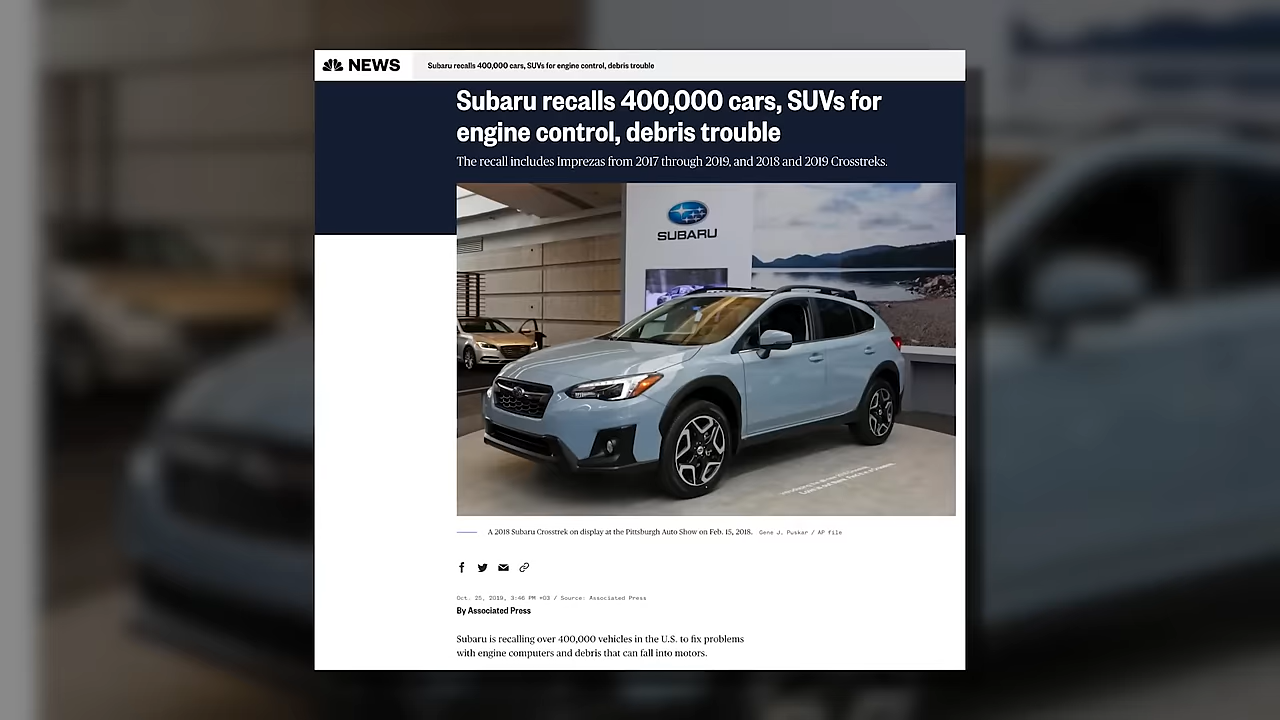 NEWS
Subaru recalls 400,000 cars, SUVs for engine control, debris trouble
Subaru recalls 400,000 cars, SUVs for
engine control, debris trouble
The recall includes Imprezas from 2017 through 2019, and 2018 and 2019 Crosstreks.
SUBARU
A 2018 Subaru Crosstrek on display at the Pittsburgh Auto Show on Feb. 15, 2018. Gene J. Puskar / AP file
Oct. 25, 2019, 3:46 PM +03 / Source: Associated Press
By Associated Press
Subaru is recalling over 400,000 vehicles in the U.S. to fix problems
with engine computers and debris that can fall into motors.